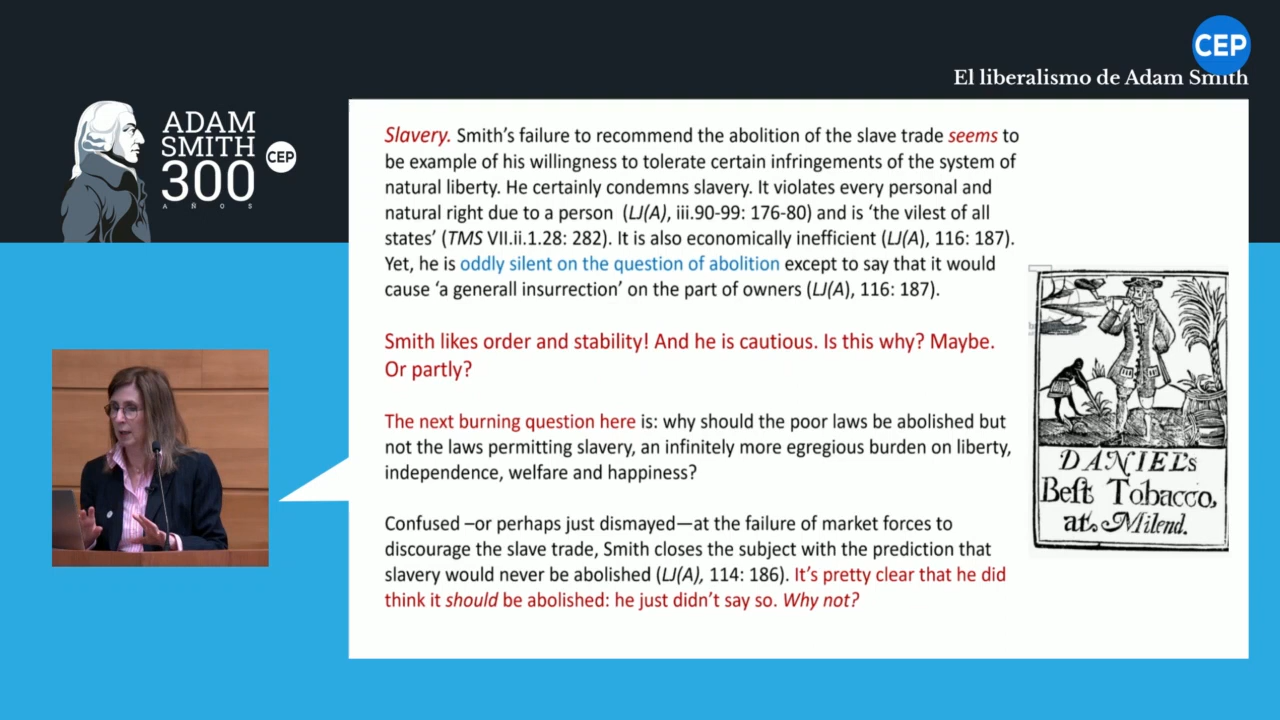 CEP
El liberalismo de Adam Smith
ADAM
SMITH
300
AÑOS
CEP
Slavery. Smith's failure to recommend the abolition of the slave trade seems to
be example of his willingness to tolerate certain infringements of the system of
natural liberty. He certainly condemns slavery. It violates every personal and
natural right due to a person (LJ(A), iii.90-99: 176-80) and is ‘the vilest of all
states’ (TMS VII.ii.1.28: 282). It is also economically inefficient (LJ(A), 116: 187).
Yet, he is oddly silent on the question of abolition except to say that it would
cause ‘a generall insurrection’ on the part of owners (LJ(A), 116: 187).
Smith likes order and stability! And he is cautious. Is this why? Maybe.
Or partly?
The next burning question here is: why should the poor laws be abolished but
not the laws permitting slavery, an infinitely more egregious burden on liberty,
independence, welfare and happiness?
Confused –or perhaps just dismayed—at the failure of market forces to
discourage the slave trade, Smith closes the subject with the prediction that
slavery would never be abolished (LJ(A), 114: 186). It's pretty clear that he did
think it should be abolished: he just didn't say so. Why not?
DANIEL's
Beſt Tobacco,
at Milend.